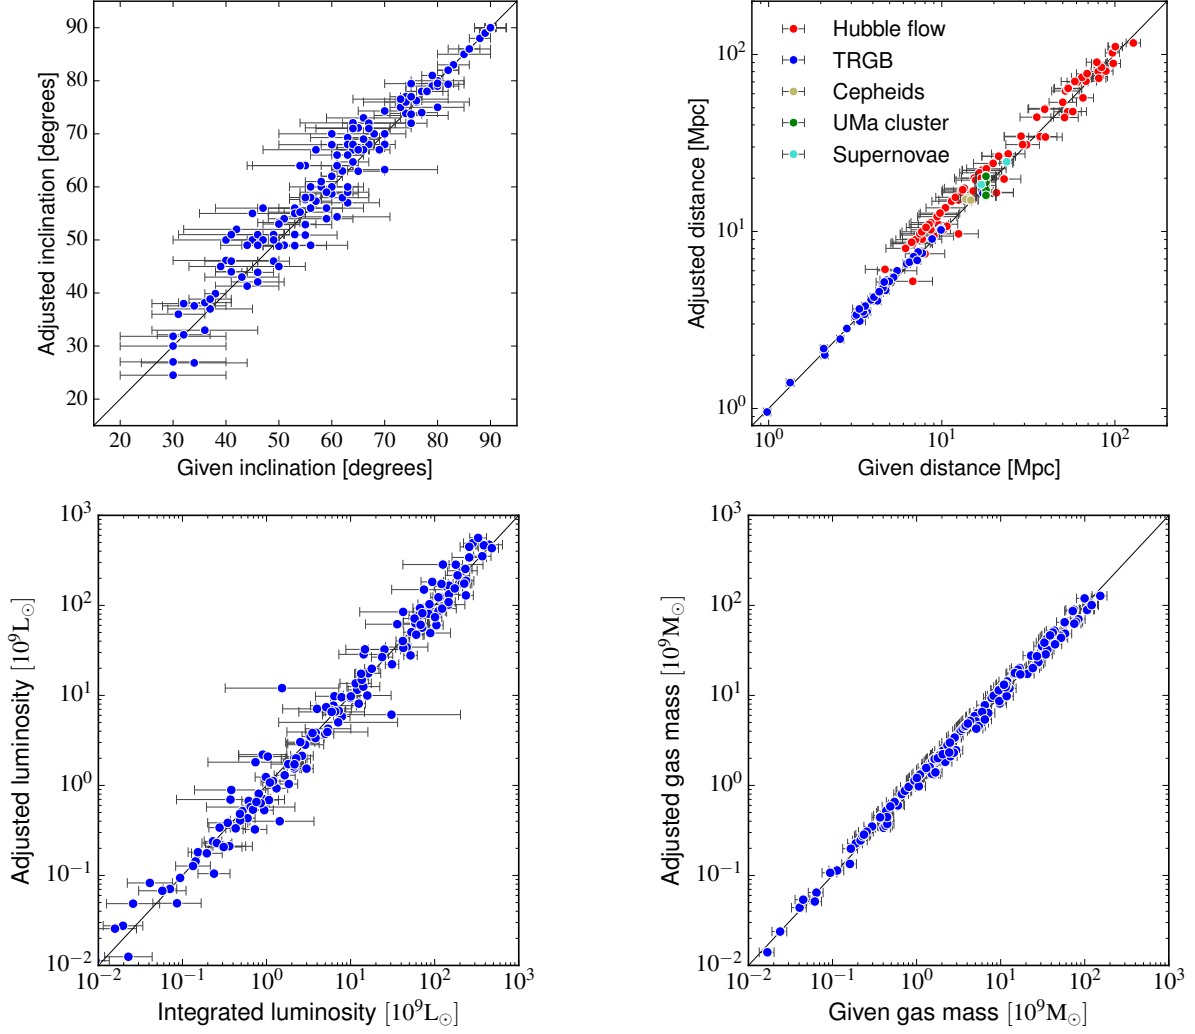 90
80
70
60
50
40
30
20
Adjusted inclination [degrees]
20 30 40 50 60 70 80 90
Given inclination [degrees]
Hubble flow
TRGB
Cepheids
UMa cluster
Supernovae
10²
10¹
10⁰
Adjusted distance [Mpc]
10⁰ 10¹ 10²
Given distance [Mpc]
10³
10²
10¹
10⁰
10⁻¹
10⁻²
Adjusted luminosity [10⁹L☉]
10⁻² 10⁻¹ 10⁰ 10¹ 10² 10³
Integrated luminosity [10⁹L☉]
10³
10²
10¹
10⁰
10⁻¹
10⁻²
Adjusted gas mass [10⁹M☉]
10⁻² 10⁻¹ 10⁰ 10¹ 10² 10³
Given gas mass [10⁹M☉]